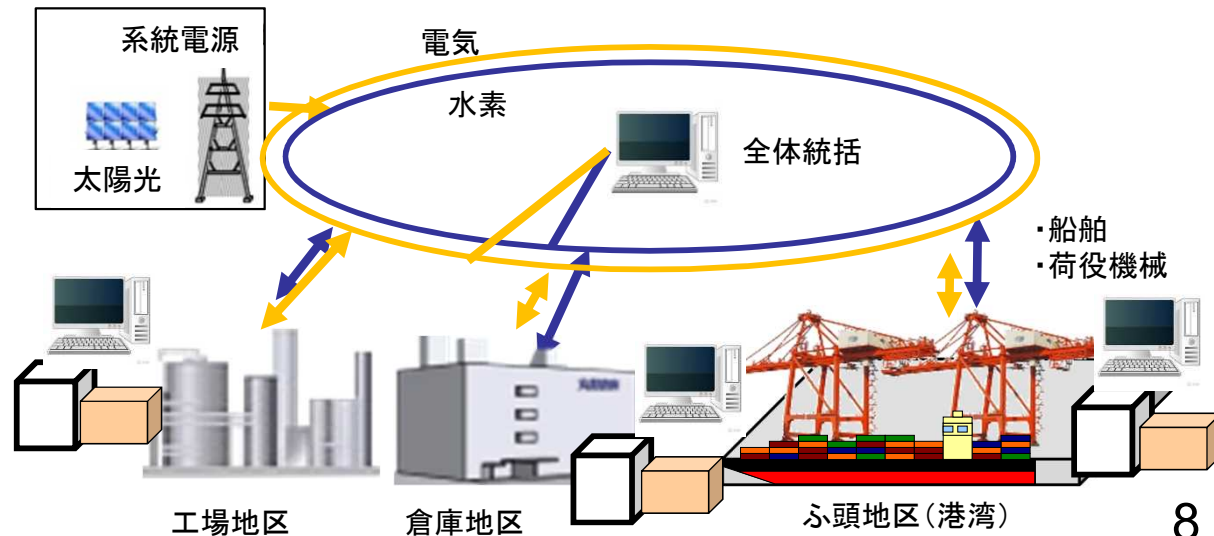 系統電源
電気
水素
太陽光
全体統括
・船舶
・荷役機械
工場地区
倉庫地区
ふ頭地区(港湾)
8